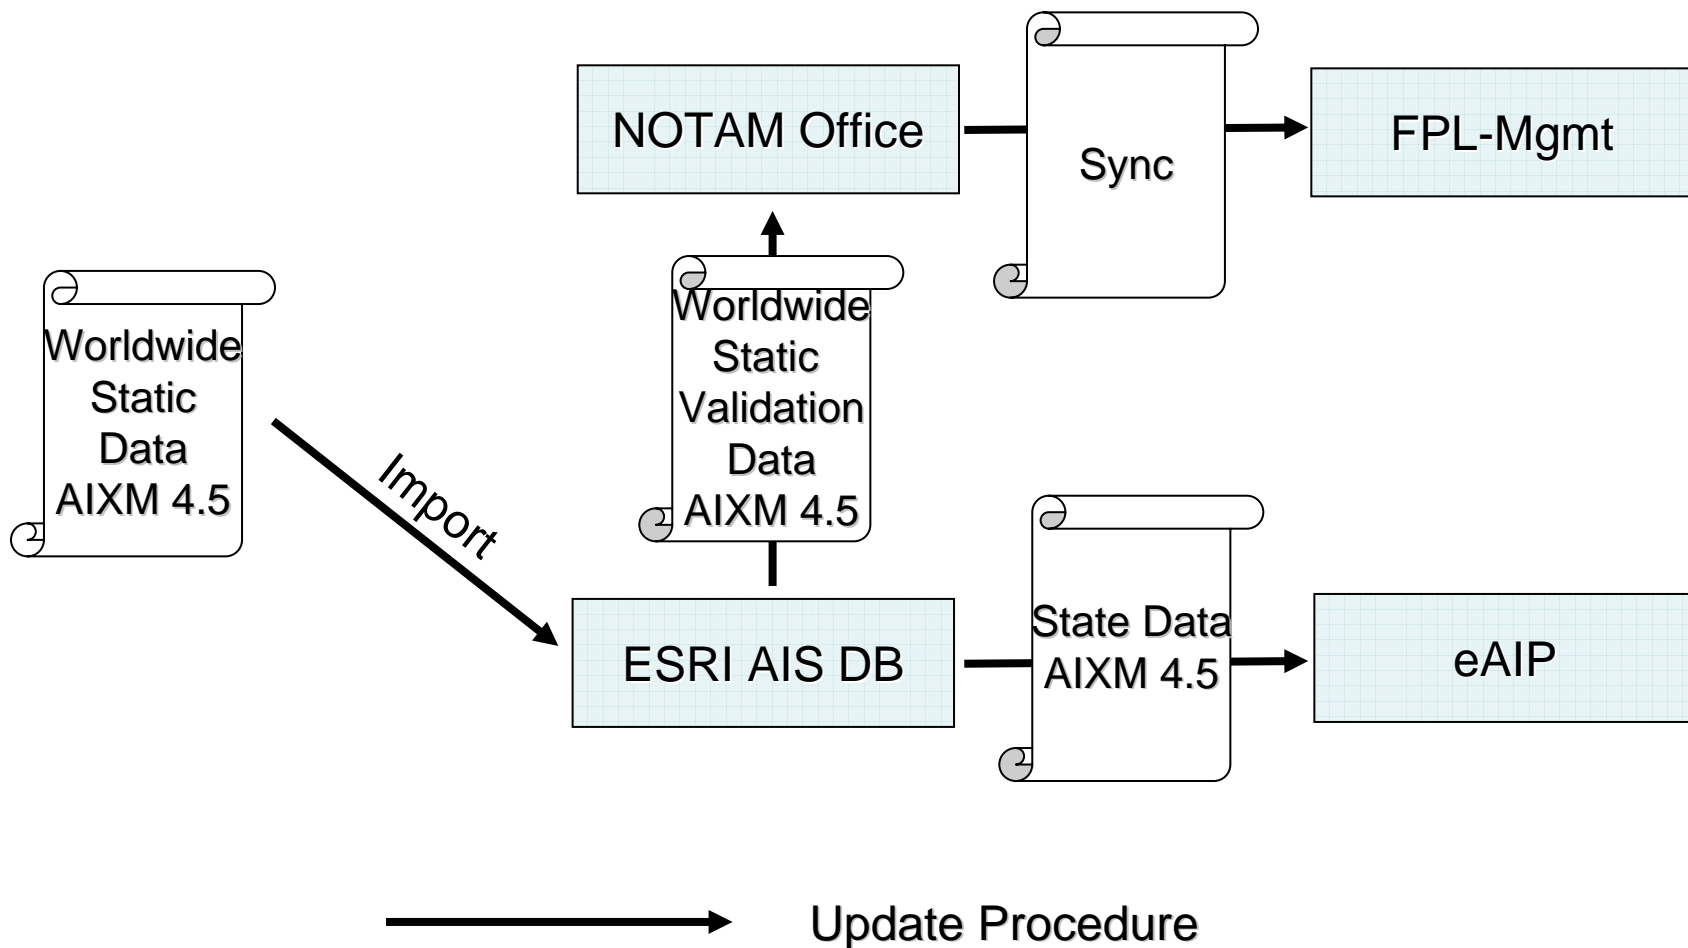 NOTAM Office
Sync
FPL-Mgmt
Worldwide
Static
Data
AIXM 4.5
Import
Worldwide
Static
Validation
Data
AIXM 4.5
ESRI AIS DB
State Data
AIXM 4.5
eAIP
Update Procedure